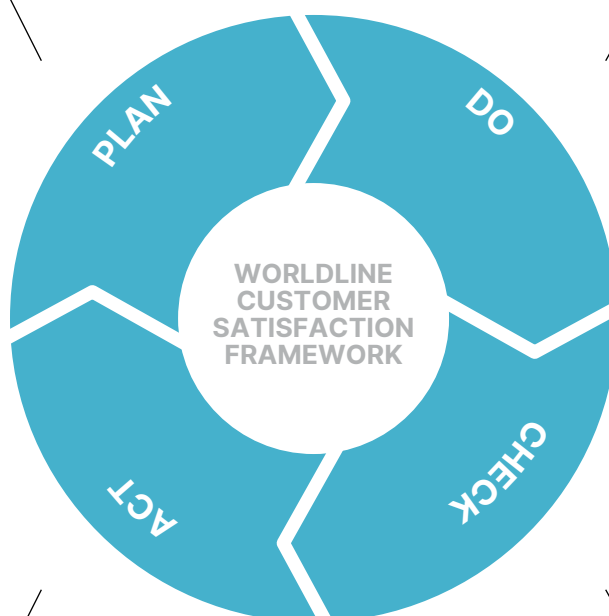 PLAN
DO
WORLDLINE
CUSTOMER
SATISFACTION
FRAMEWORK
CHECK
ACT